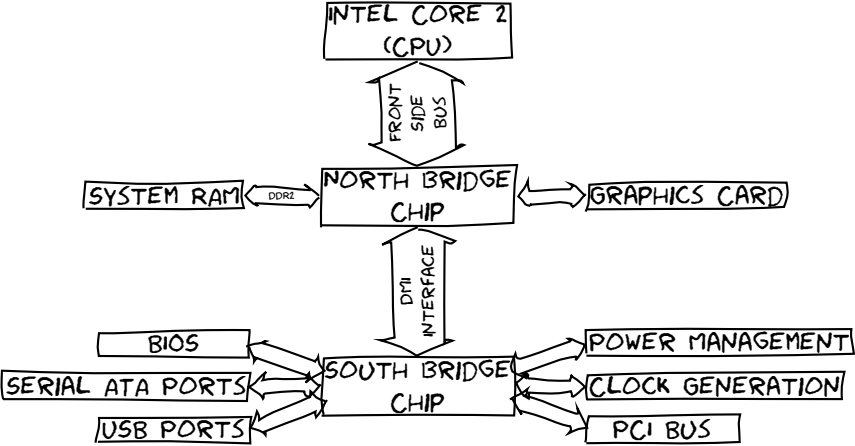 INTEL CORE 2
(CPU)
FRONT
SIDE
BUS
SYSTEM RAM
DDR2
NORTH BRIDGE
CHIP
GRAPHICS CARD
DMI
INTERFACE
BIOS
SERIAL ATA PORTS
USB PORTS
SOUTH BRIDGE
CHIP
POWER MANAGEMENT
CLOCK GENERATION
PCI BUS